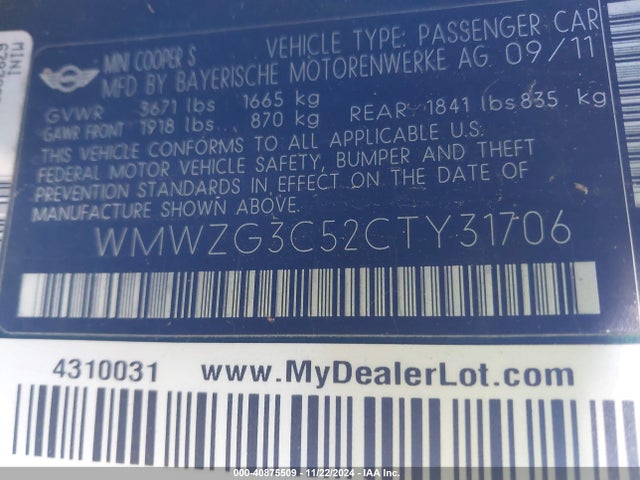 MINI COOPER S VEHICLE TYPE: PASSENGER CAR
MFD BY BAYERISCHE MOTORENWERKE AG 09/11
GVWR 3671 lbs 1665 kg
GAWR FRONT 1918 lbs 870 kg REAR 1841 lbs 835 kg
THIS VEHICLE CONFORMS TO ALL APPLICABLE U.S.
FEDERAL MOTOR VEHICLE SAFETY, BUMPER AND THEFT
PREVENTION STANDARDS IN EFFECT ON THE DATE OF
MANUFACTURE SHOWN ABOVE.
WMWZG3C52CTY31706
MINI
4310031 www.MyDealerLot.com
000-40875509 - 11/22/2024 - IAA Inc.